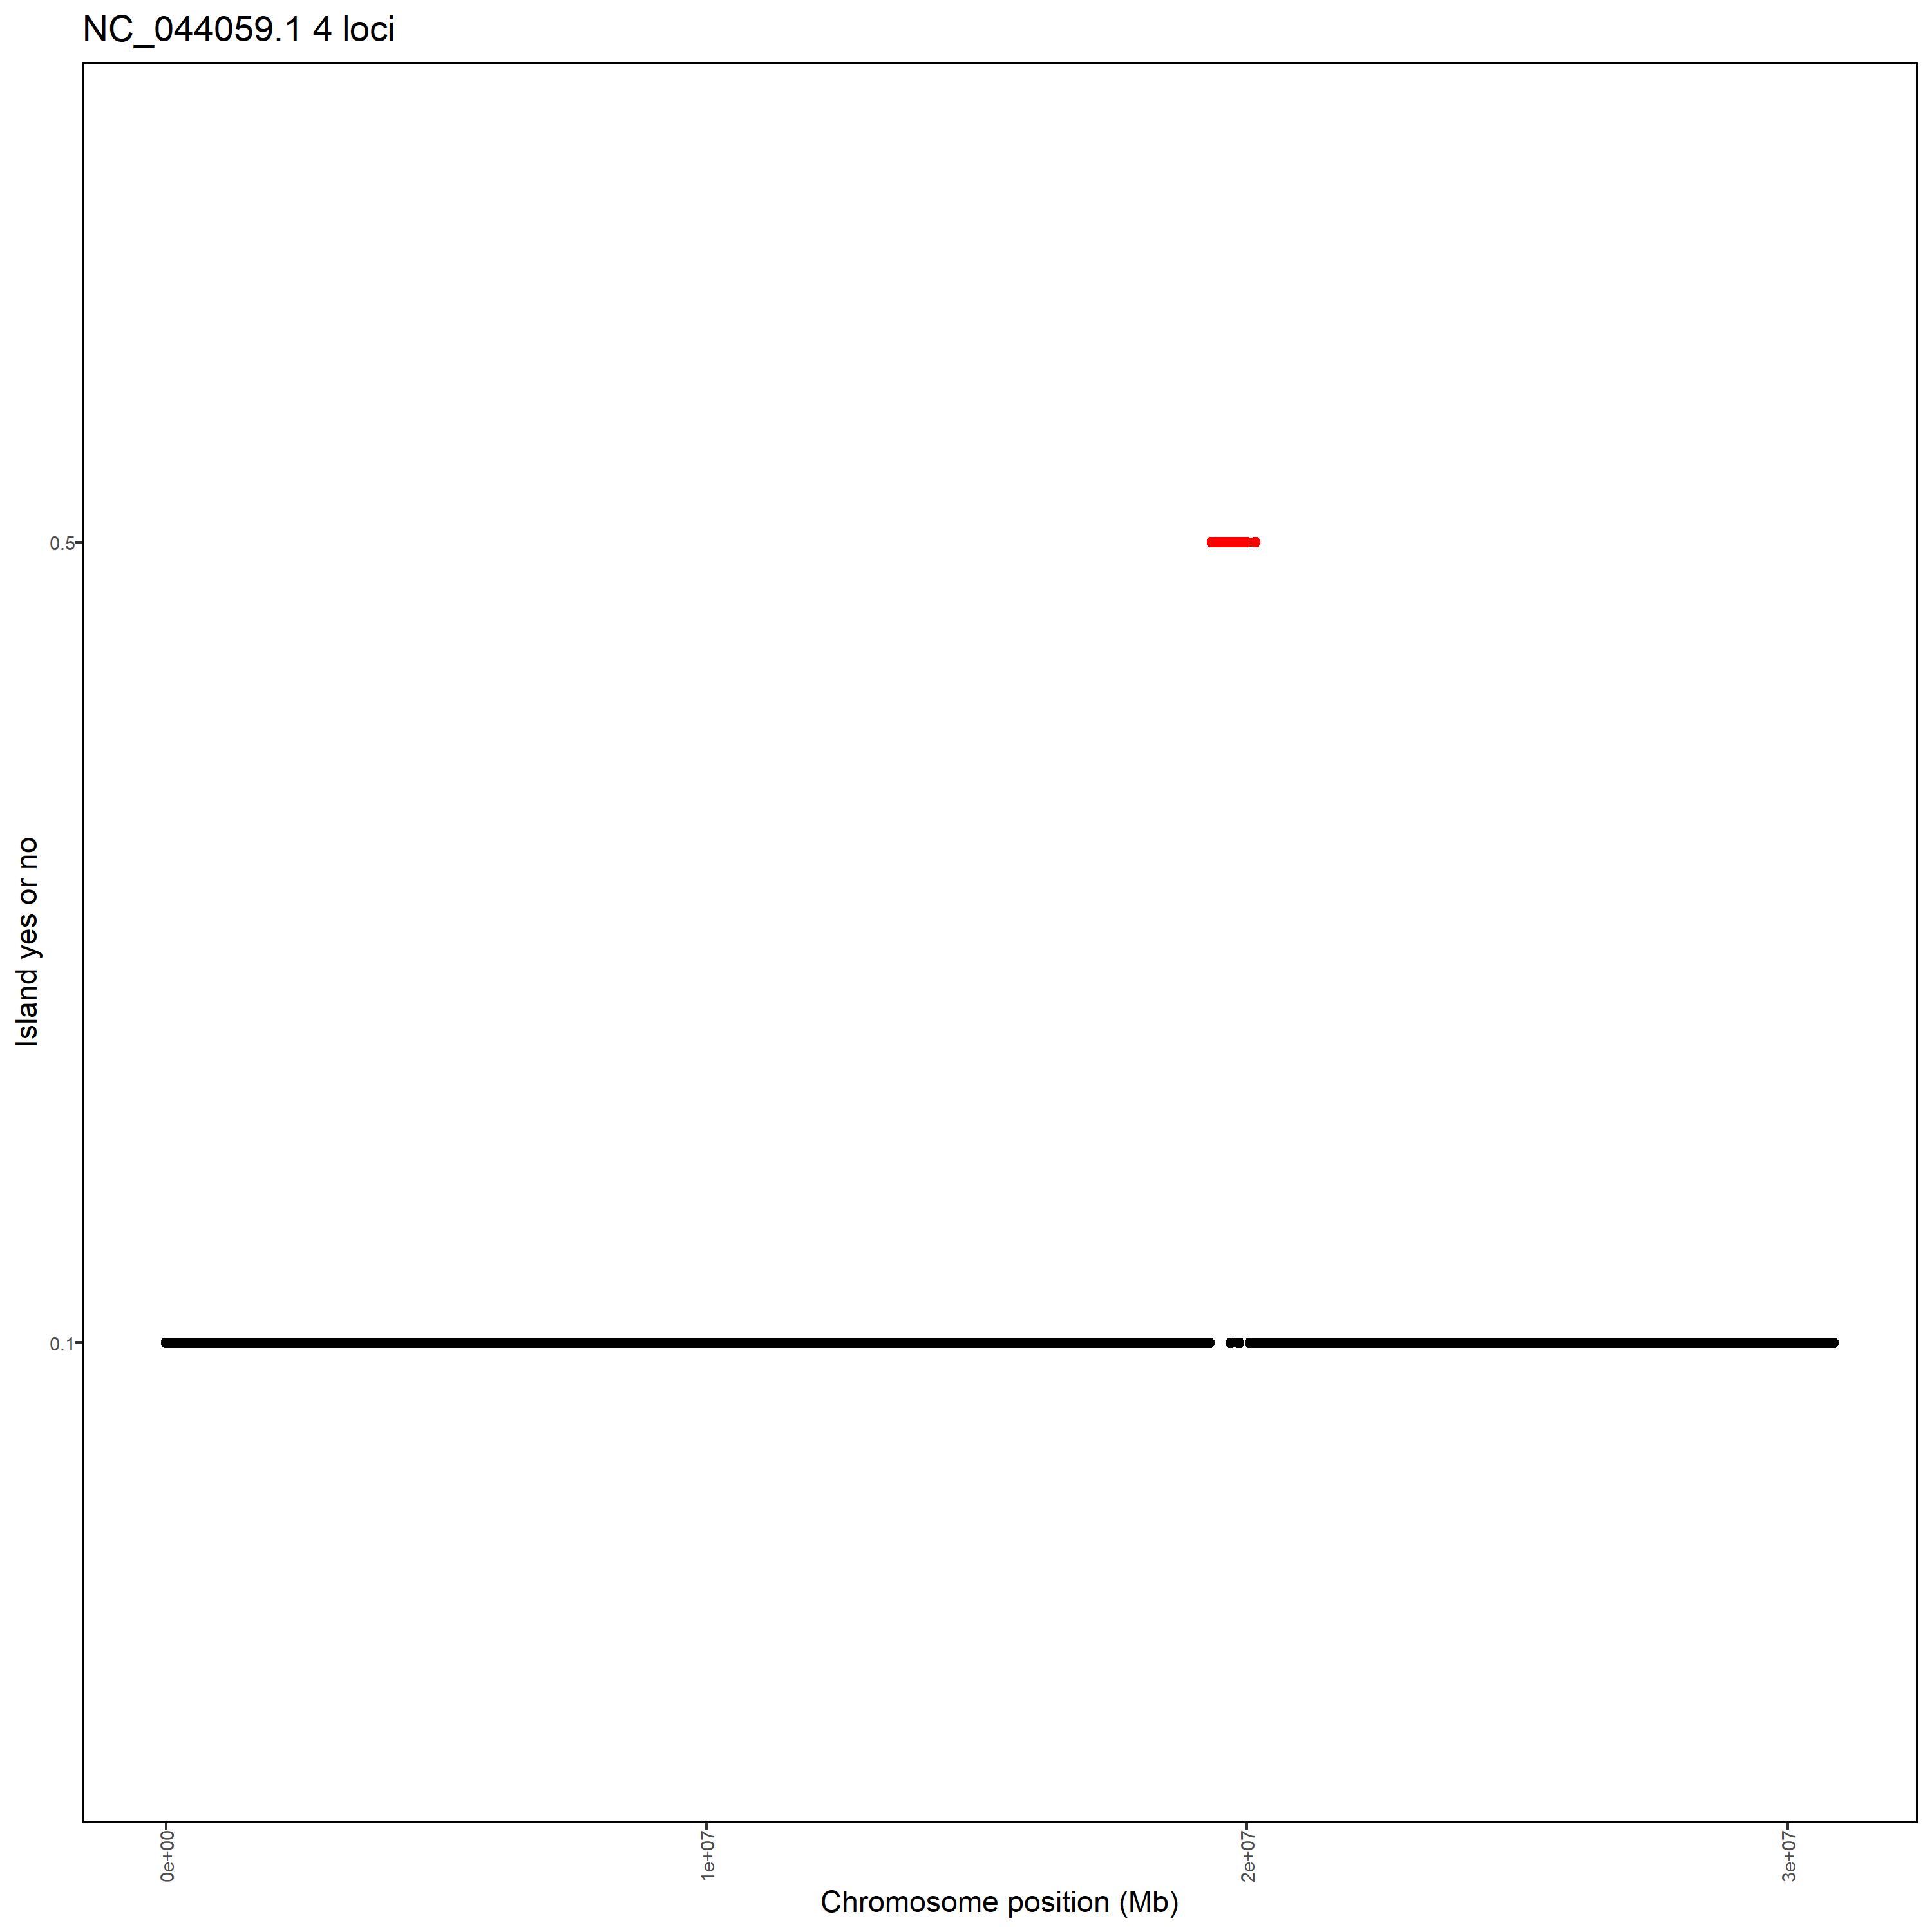 NC_044059.1 4 loci
Island yes or no
0.5
0.1
0e+00
1e+07
2e+07
3e+07
Chromosome position (Mb)